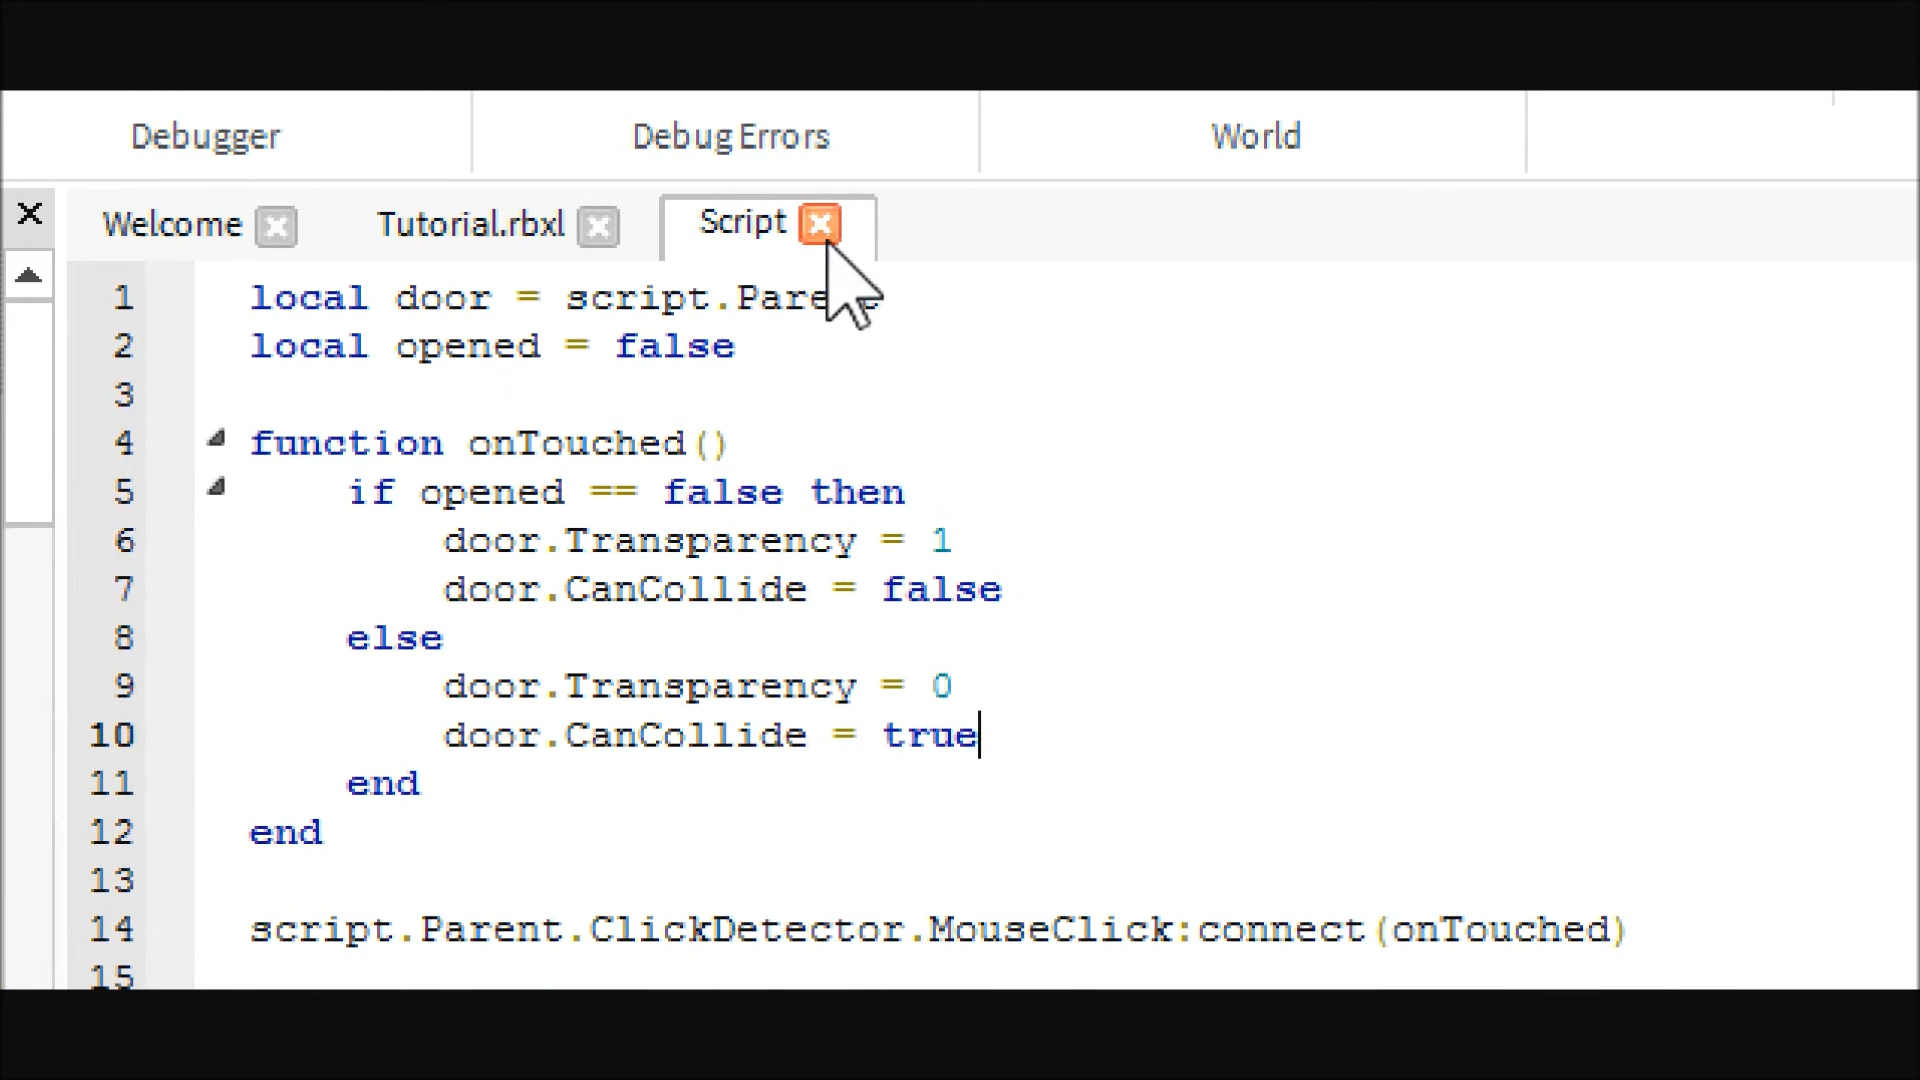 Debugger Debug Errors World
Welcome Tutorial.rbxl Script
1 local door = script.Pare
2 local opened = false
3
4 function onTouched()
5 if opened == false then
6 door.Transparency = 1
7 door.CanCollide = false
8 else
9 door.Transparency = 0
10 door.CanCollide = true
11 end
12 end
13
14 script.Parent.ClickDetector.MouseClick:connect(onTouched)
15